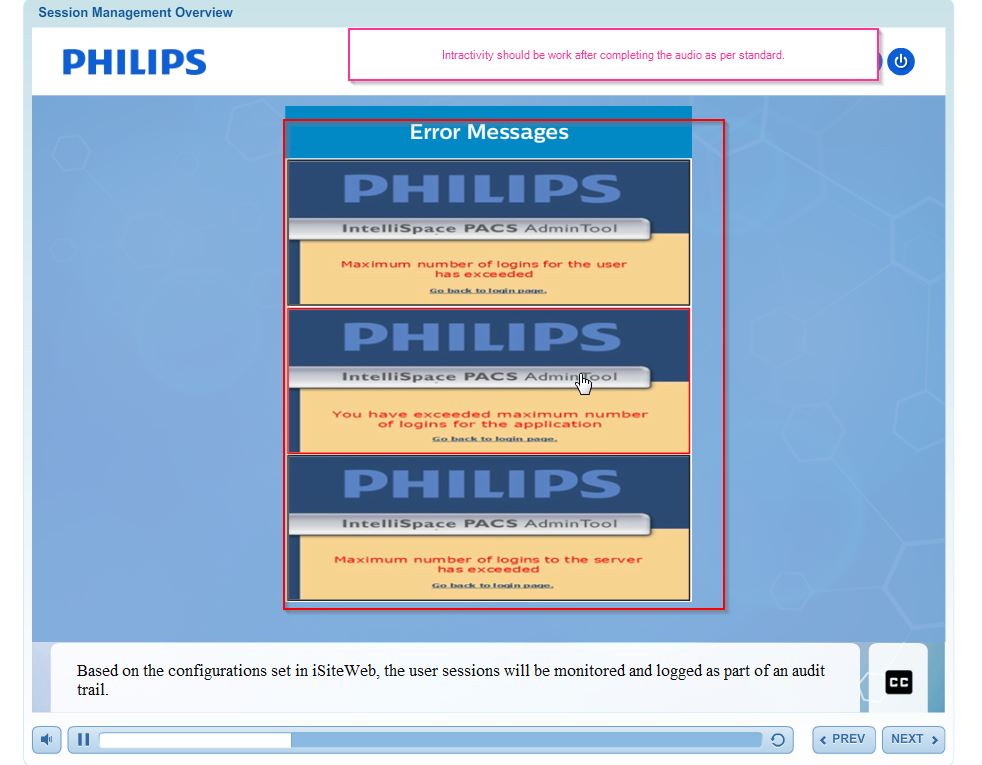 Session Management Overview
PHILIPS
Intractivity should be work after completing the audio as per standard.
Error Messages
PHILIPS
IntelliSpace PACS AdminTool
Maximum number of logins for the user
has exceeded
Go back to login page.
PHILIPS
IntelliSpace PACS AdminTool
You have exceeded maximum number
of logins for the application
Go back to login page.
PHILIPS
IntelliSpace PACS AdminTool
Maximum number of logins to the server
has exceeded
Go back to login page.
Based on the configurations set in iSiteWeb, the user sessions will be monitored and logged as part of an audit
trail.
CC
PREV
NEXT